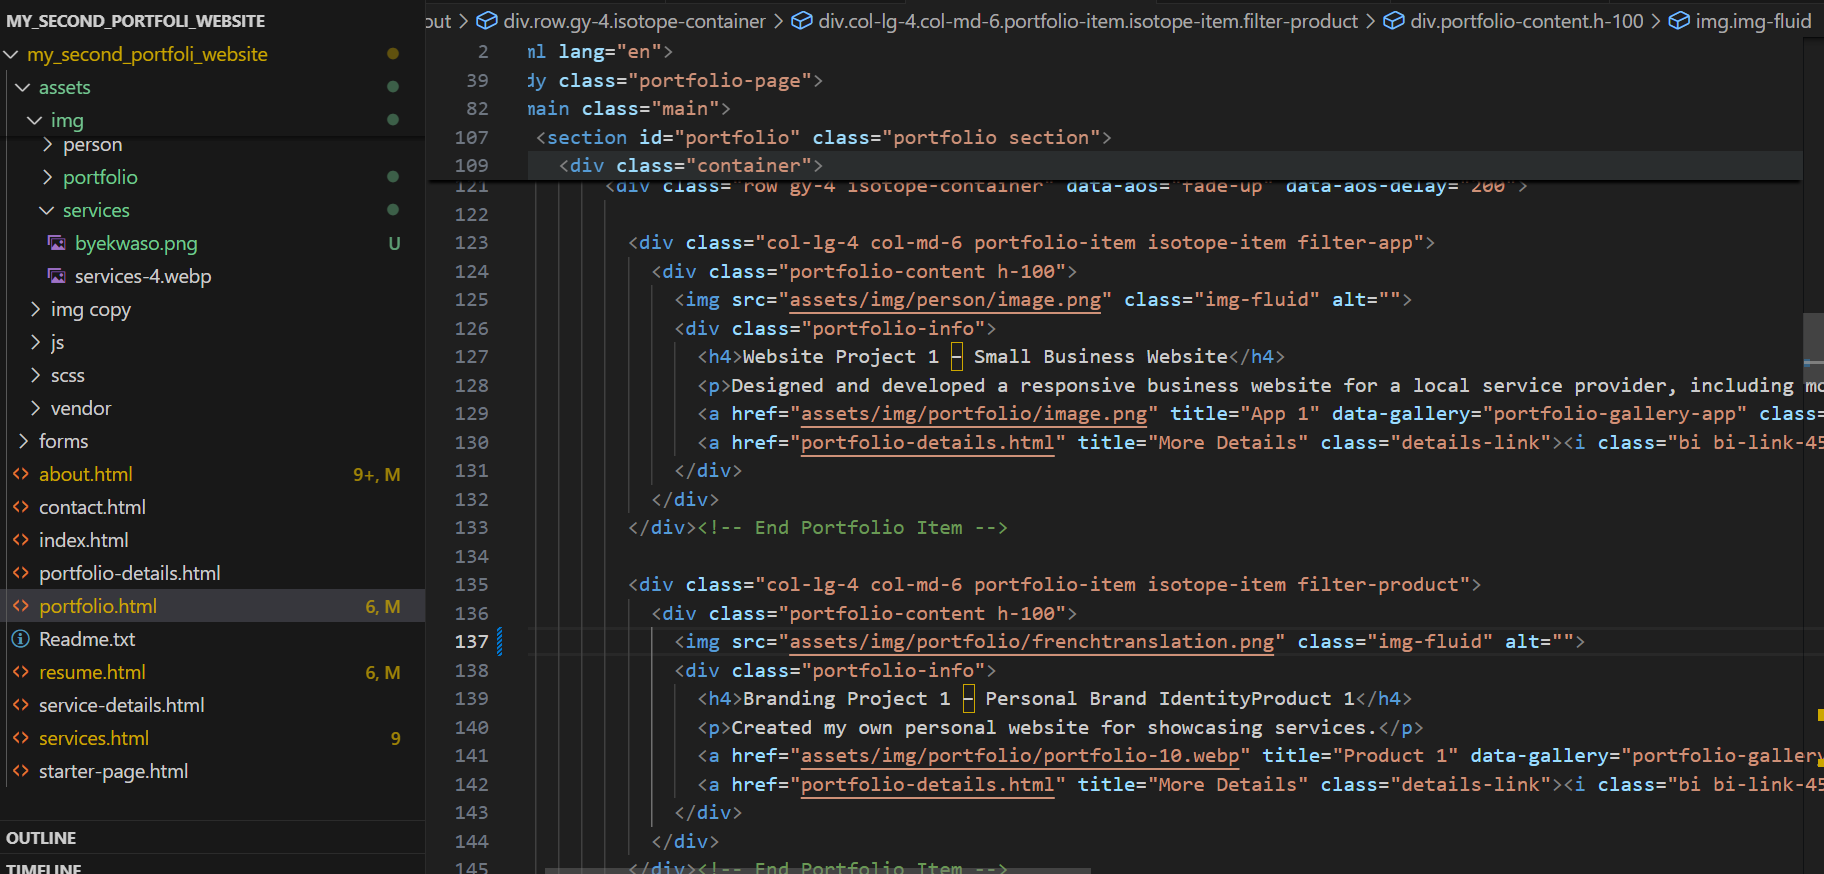 MY_SECOND_PORTFOLI_WEBSITE
my_second_portfoli_website
assets
img
person
portfolio
services
byekwaso.png U
services-4.webp
img copy
js
scss
vendor
forms
about.html 9+, M
contact.html
index.html
portfolio-details.html
portfolio.html 6, M
Readme.txt
resume.html 6, M
service-details.html
services.html 9
starter-page.html
OUTLINE
TIMELINE
out > div.row.gy-4.isotope-container > div.col-lg-4.col-md-6.portfolio-item.isotope-item.filter-product > div.portfolio-content.h-100 > img.img-fluid
2 ml lang="en">
39 dy class="portfolio-page">
82 main class="main">
107 <section id="portfolio" class="portfolio section">
109 <div class="container">
121 <div class="row gy-4 isotope-container" data-aos="fade-up" data-aos-delay="200">
122
123 <div class="col-lg-4 col-md-6 portfolio-item isotope-item filter-app">
124 <div class="portfolio-content h-100">
125 <img src="assets/img/person/image.png" class="img-fluid" alt="">
126 <div class="portfolio-info">
127 <h4>Website Project 1 – Small Business Website</h4>
128 <p>Designed and developed a responsive business website for a local service provider, including mo
129 <a href="assets/img/portfolio/image.png" title="App 1" data-gallery="portfolio-gallery-app" class=
130 <a href="portfolio-details.html" title="More Details" class="details-link"><i class="bi bi-link-45
131 </div>
132 </div>
133 </div><!-- End Portfolio Item -->
134
135 <div class="col-lg-4 col-md-6 portfolio-item isotope-item filter-product">
136 <div class="portfolio-content h-100">
137 <img src="assets/img/portfolio/frenchtranslation.png" class="img-fluid" alt="">
138 <div class="portfolio-info">
139 <h4>Branding Project 1 – Personal Brand IdentityProduct 1</h4>
140 <p>Created my own personal website for showcasing services.</p>
141 <a href="assets/img/portfolio/portfolio-10.webp" title="Product 1" data-gallery="portfolio-gallery
142 <a href="portfolio-details.html" title="More Details" class="details-link"><i class="bi bi-link-45
143 </div>
144 </div>
145 </div><!-- End Portfolio Item -->